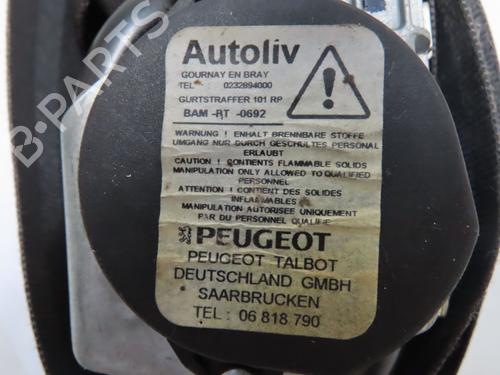 Autoliv
GOURNAY EN BRAY
TEL 0232894000
GURTSTRAFFER 101 RP
BAM -RT -0692
WARNUNG ! ENHALT BRENNBARE STOFFE
UMGANG NUR DURCH GESCHULTES PERSONAL
ERLAUBT
CAUTION ! CONTENTS FLAMMABLE SOLIDS
MANIPULATION ONLY ALLOWED TO QUALIFIED
PERSONNEL
ATTENTION ! CONTIENT DES SOLIDES
INFLAMMABLES
MANIPULATION AUTORISEE UNIQUEMENT
PAR DU PERSONNEL QUALIFIE
PEUGEOT
PEUGEOT TALBOT
DEUTSCHLAND GMBH
SAARBRUCKEN
TEL : 06 818 790
B-PARTS